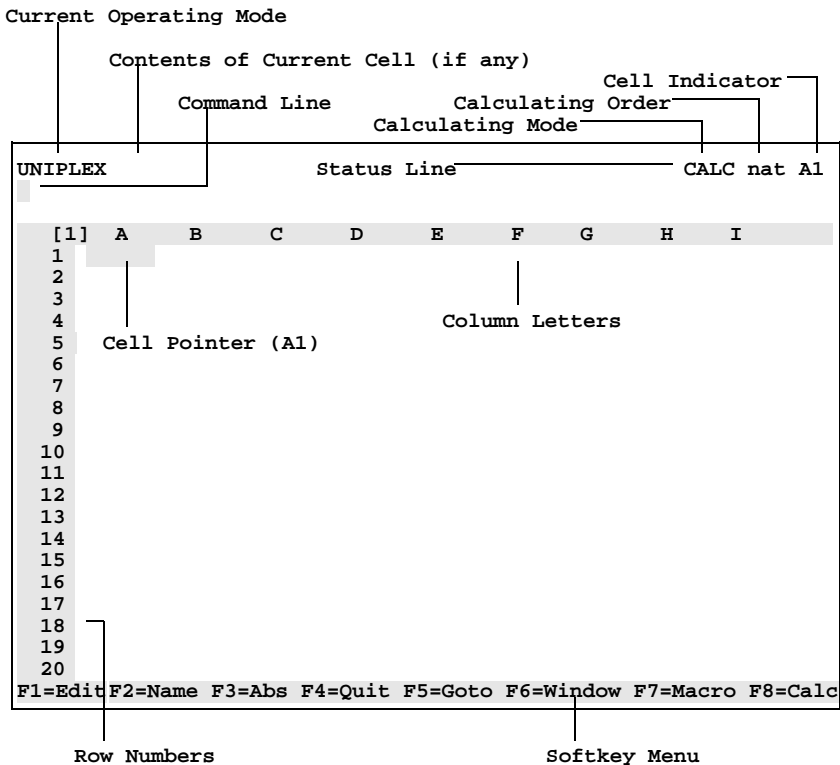 Current Operating Mode
Contents of Current Cell (if any)
Cell Indicator
Command Line Calculating Order
Calculating Mode
UNIPLEX Status Line CALC nat A1
[1] A B C D E F G H I
1
2
3
4 Column Letters
5 Cell Pointer (A1)
6
7
8
9
10
11
12
13
14
15
16
17
18
19
20
F1=Edit F2=Name F3=Abs F4=Quit F5=Goto F6=Window F7=Macro F8=Calc
Row Numbers Softkey Menu